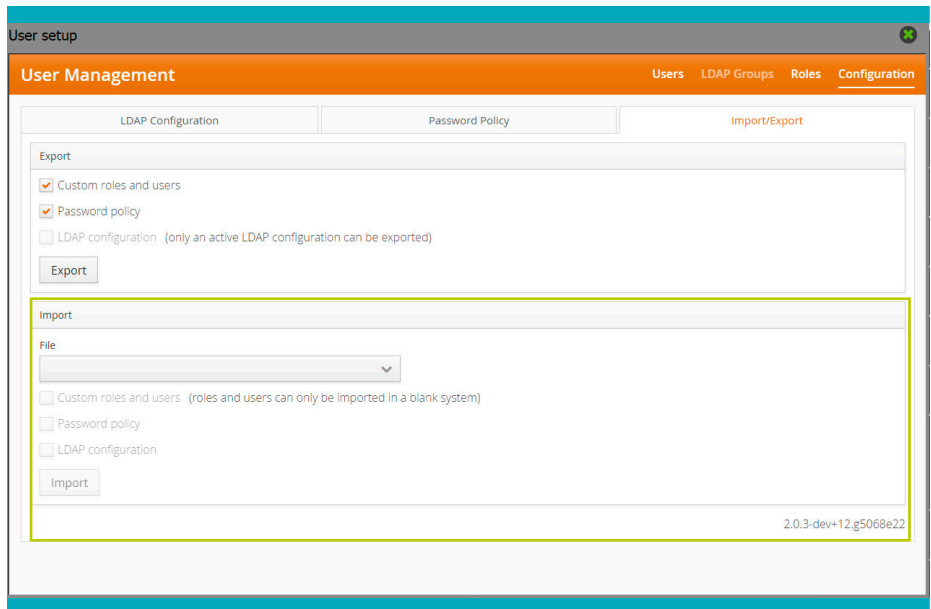 User setup
User Management
Users LDAP Groups Roles Configuration
LDAP Configuration Password Policy Import/Export
Export
Custom roles and users
Password policy
LDAP configuration (only an active LDAP configuration can be exported)
Export
Import
File
Custom roles and users (roles and users can only be imported in a blank system)
Password policy
LDAP configuration
Import
2.0.3-dev+12.g5068e22